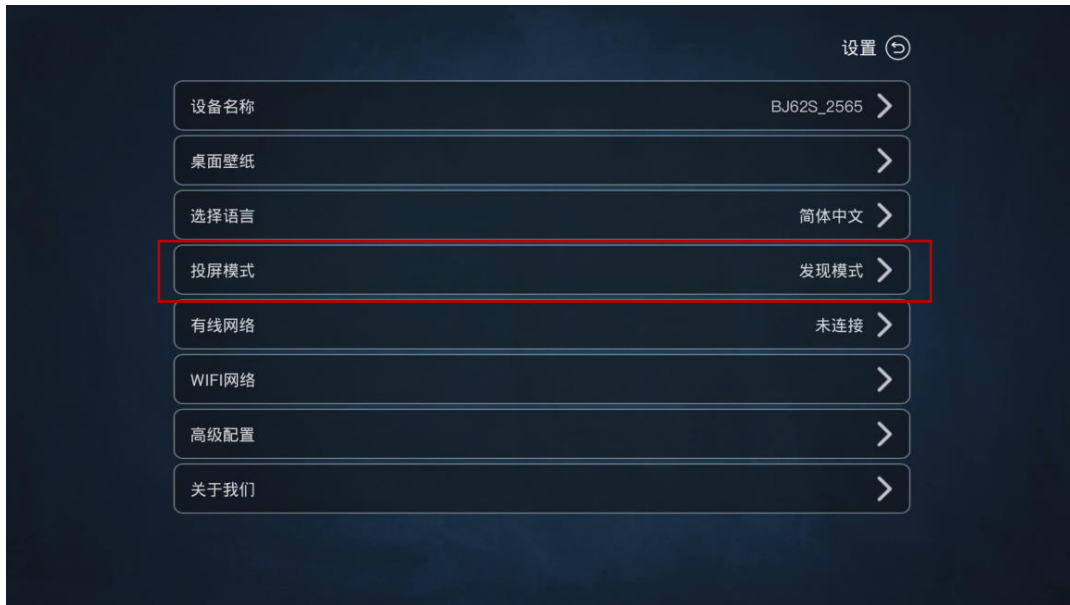 设置
设备名称 BJ62S_2565
桌面壁纸
选择语言 简体中文
投屏模式 发现模式
有线网络 未连接
WIFI网络
高级配置
关于我们